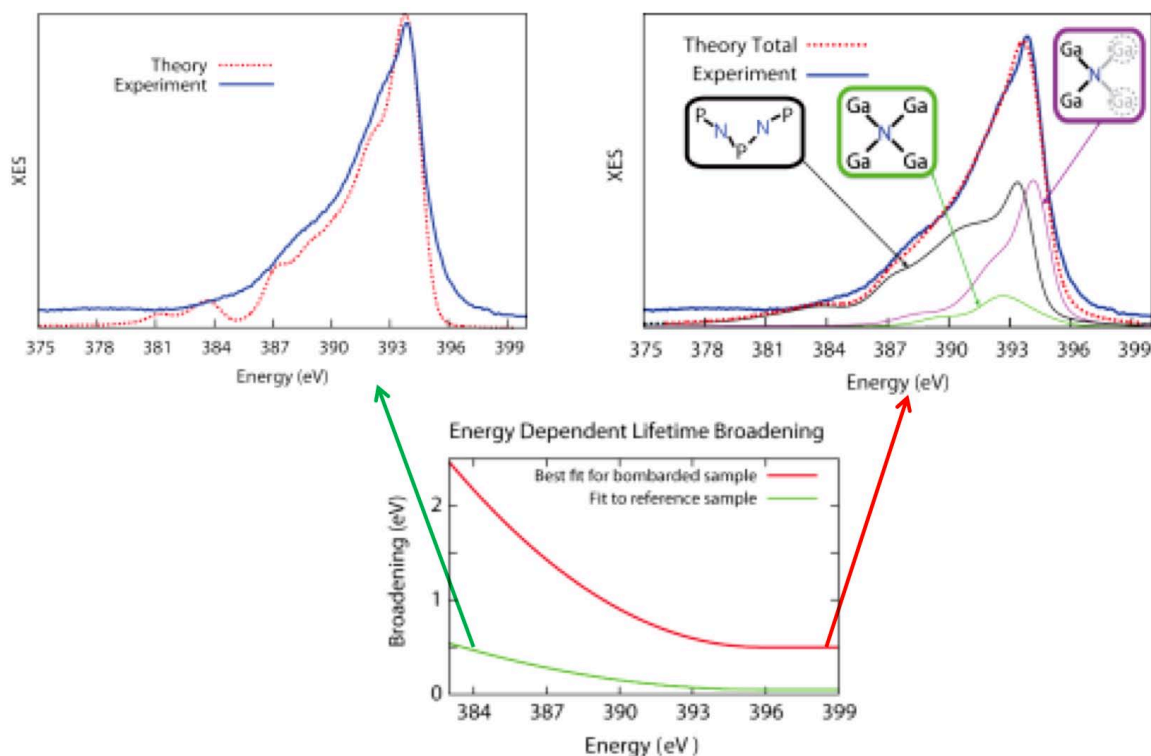 Theory
Experiment
XES
375 378 381 384 387 390 393 396 399
Energy (eV)
Theory Total
Experiment
P N P N P
Ga Ga
N
Ga Ga
Ga Ga
N
Ga Ga
XES
375 378 381 384 387 390 393 396 399
Energy (eV)
Energy Dependent Lifetime Broadening
Best fit for bombarded sample
Fit to reference sample
Broadening (eV)
2
1
0
384 387 390 393 396 399
Energy (eV)